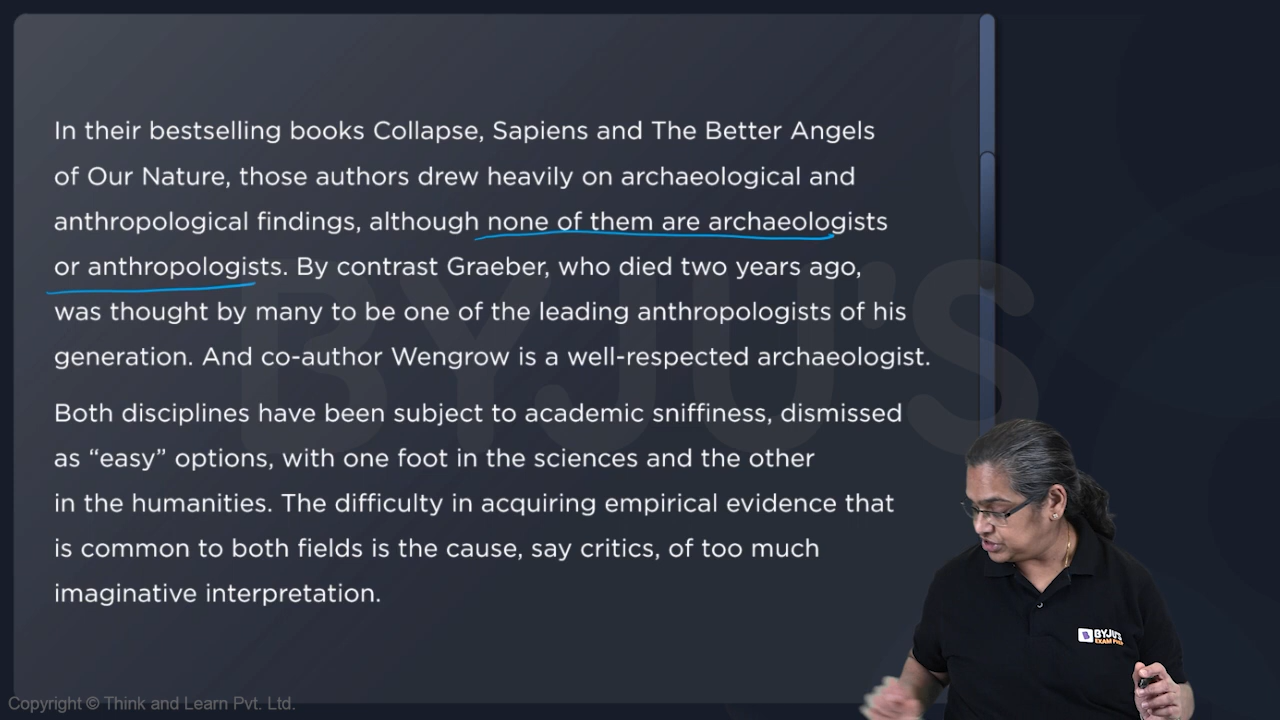 In their bestselling books Collapse, Sapiens and The Better Angels
of Our Nature, those authors drew heavily on archaeological and
anthropological findings, although none of them are archaeologists
or anthropologists. By contrast Graeber, who died two years ago,
was thought by many to be one of the leading anthropologists of his
generation. And co-author Wengrow is a well-respected archaeologist.
Both disciplines have been subject to academic sniffiness, dismissed
as “easy” options, with one foot in the sciences and the other
in the humanities. The difficulty in acquiring empirical evidence that
is common to both fields is the cause, say critics, of too much
imaginative interpretation.
BYJU'S
BYJU'S
EXAM PREP
Copyright © Think and Learn Pvt. Ltd.